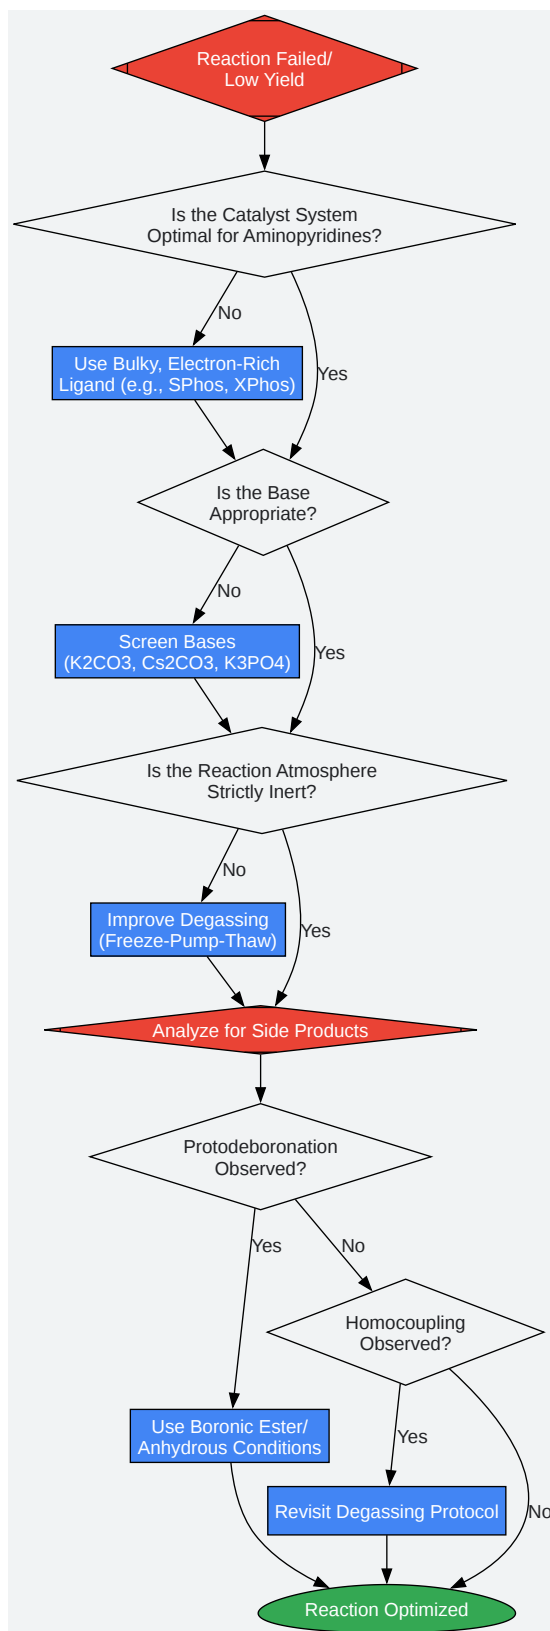 Reaction Failed/
Low Yield
Is the Catalyst System
Optimal for Aminopyridines?
No
Yes
Use Bulky, Electron-Rich
Ligand (e.g., SPhos, XPhos)
Is the Base
Appropriate?
No
Yes
Screen Bases
(K2CO3, Cs2CO3, K3PO4)
Is the Reaction Atmosphere
Strictly Inert?
No
Yes
Improve Degassing
(Freeze-Pump-Thaw)
Analyze for Side Products
Protodeboronation
Observed?
Yes
No
Homocoupling
Observed?
Use Boronic Ester/
Anhydrous Conditions
Yes
No
Revisit Degassing Protocol
Reaction Optimized